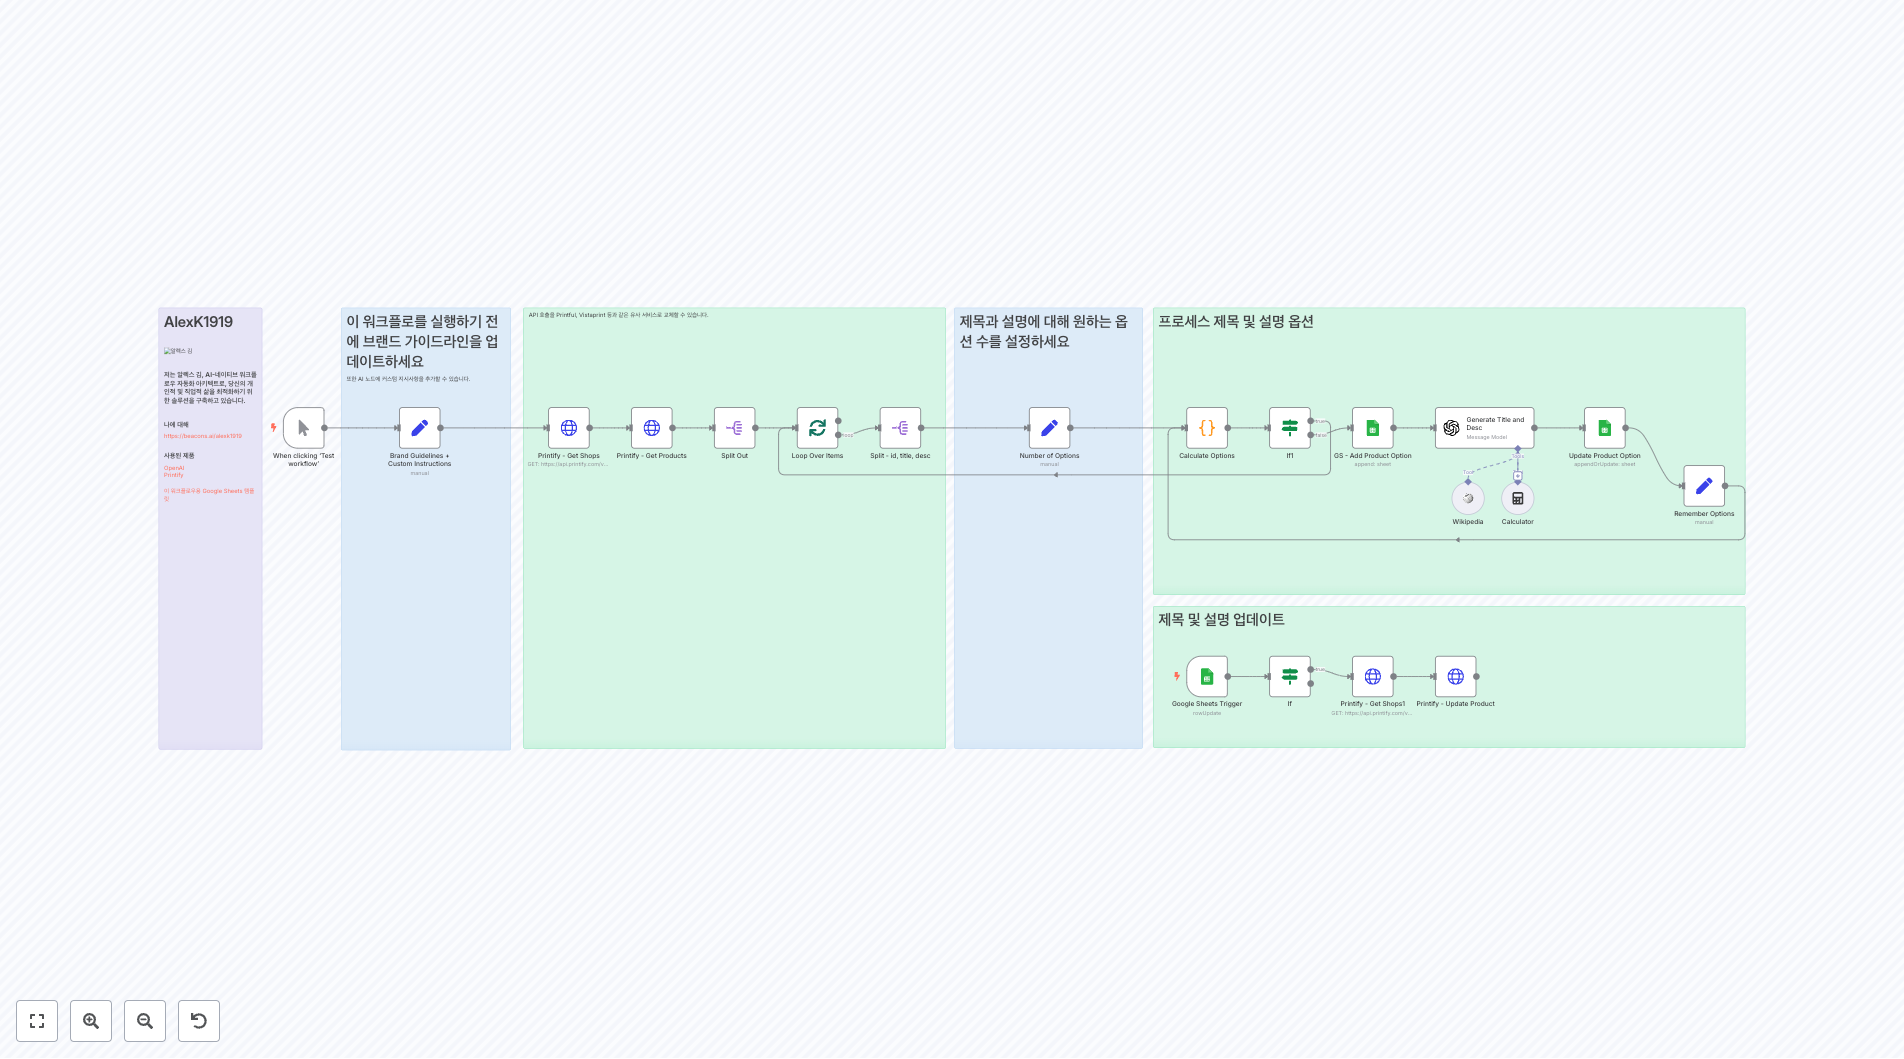 AlexK1919
알렉스 김
저는 알렉스 김, AI-네이티브 워크플
로우 자동화 아키텍트로, 당신의 개
인적 및 직업적 삶을 최적화하기 위
한 솔루션을 구축하고 있습니다.
나에 대해
https://beacons.ai/alexk1919
사용된 제품
OpenAI
Printify
이 워크플로우용 Google Sheets 템플
릿
When clicking 'Test
workflow'
이 워크플로를 실행하기 전
에 브랜드 가이드라인을 업
데이트하세요
또한 AI 노드에 커스텀 지시사항을 추가할 수 있습니다.
Brand Guidelines +
Custom Instructions
manual
API 호출을 Printful, Vistaprint 등과 같은 유사 서비스로 교체할 수 있습니다.
Printify - Get Shops
GET: https://api.printify.com/v...
Printify - Get Products
Split Out
Loop Over Items
loop
Split - id, title, desc
제목과 설명에 대해 원하는 옵
션 수를 설정하세요
Number of Options
manual
프로세스 제목 및 설명 옵션
Calculate Options
If1
true
false
GS - Add Product Option
append: sheet
Generate Title and
Desc
Message Model
Tools
Tool
Wikipedia
Calculator
Update Product Option
appendOrUpdate: sheet
Remember Options
manual
제목 및 설명 업데이트
Google Sheets Trigger
rowUpdate
If
true
Printify - Get Shops1
GET: https://api.printify.com/v...
Printify - Update Product